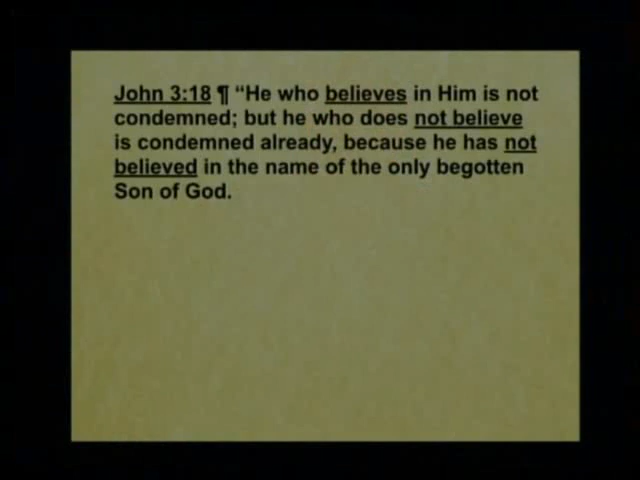 John 3:18 ¶ “He who believes in Him is not
condemned; but he who does not believe
is condemned already, because he has not
believed in the name of the only begotten
Son of God.